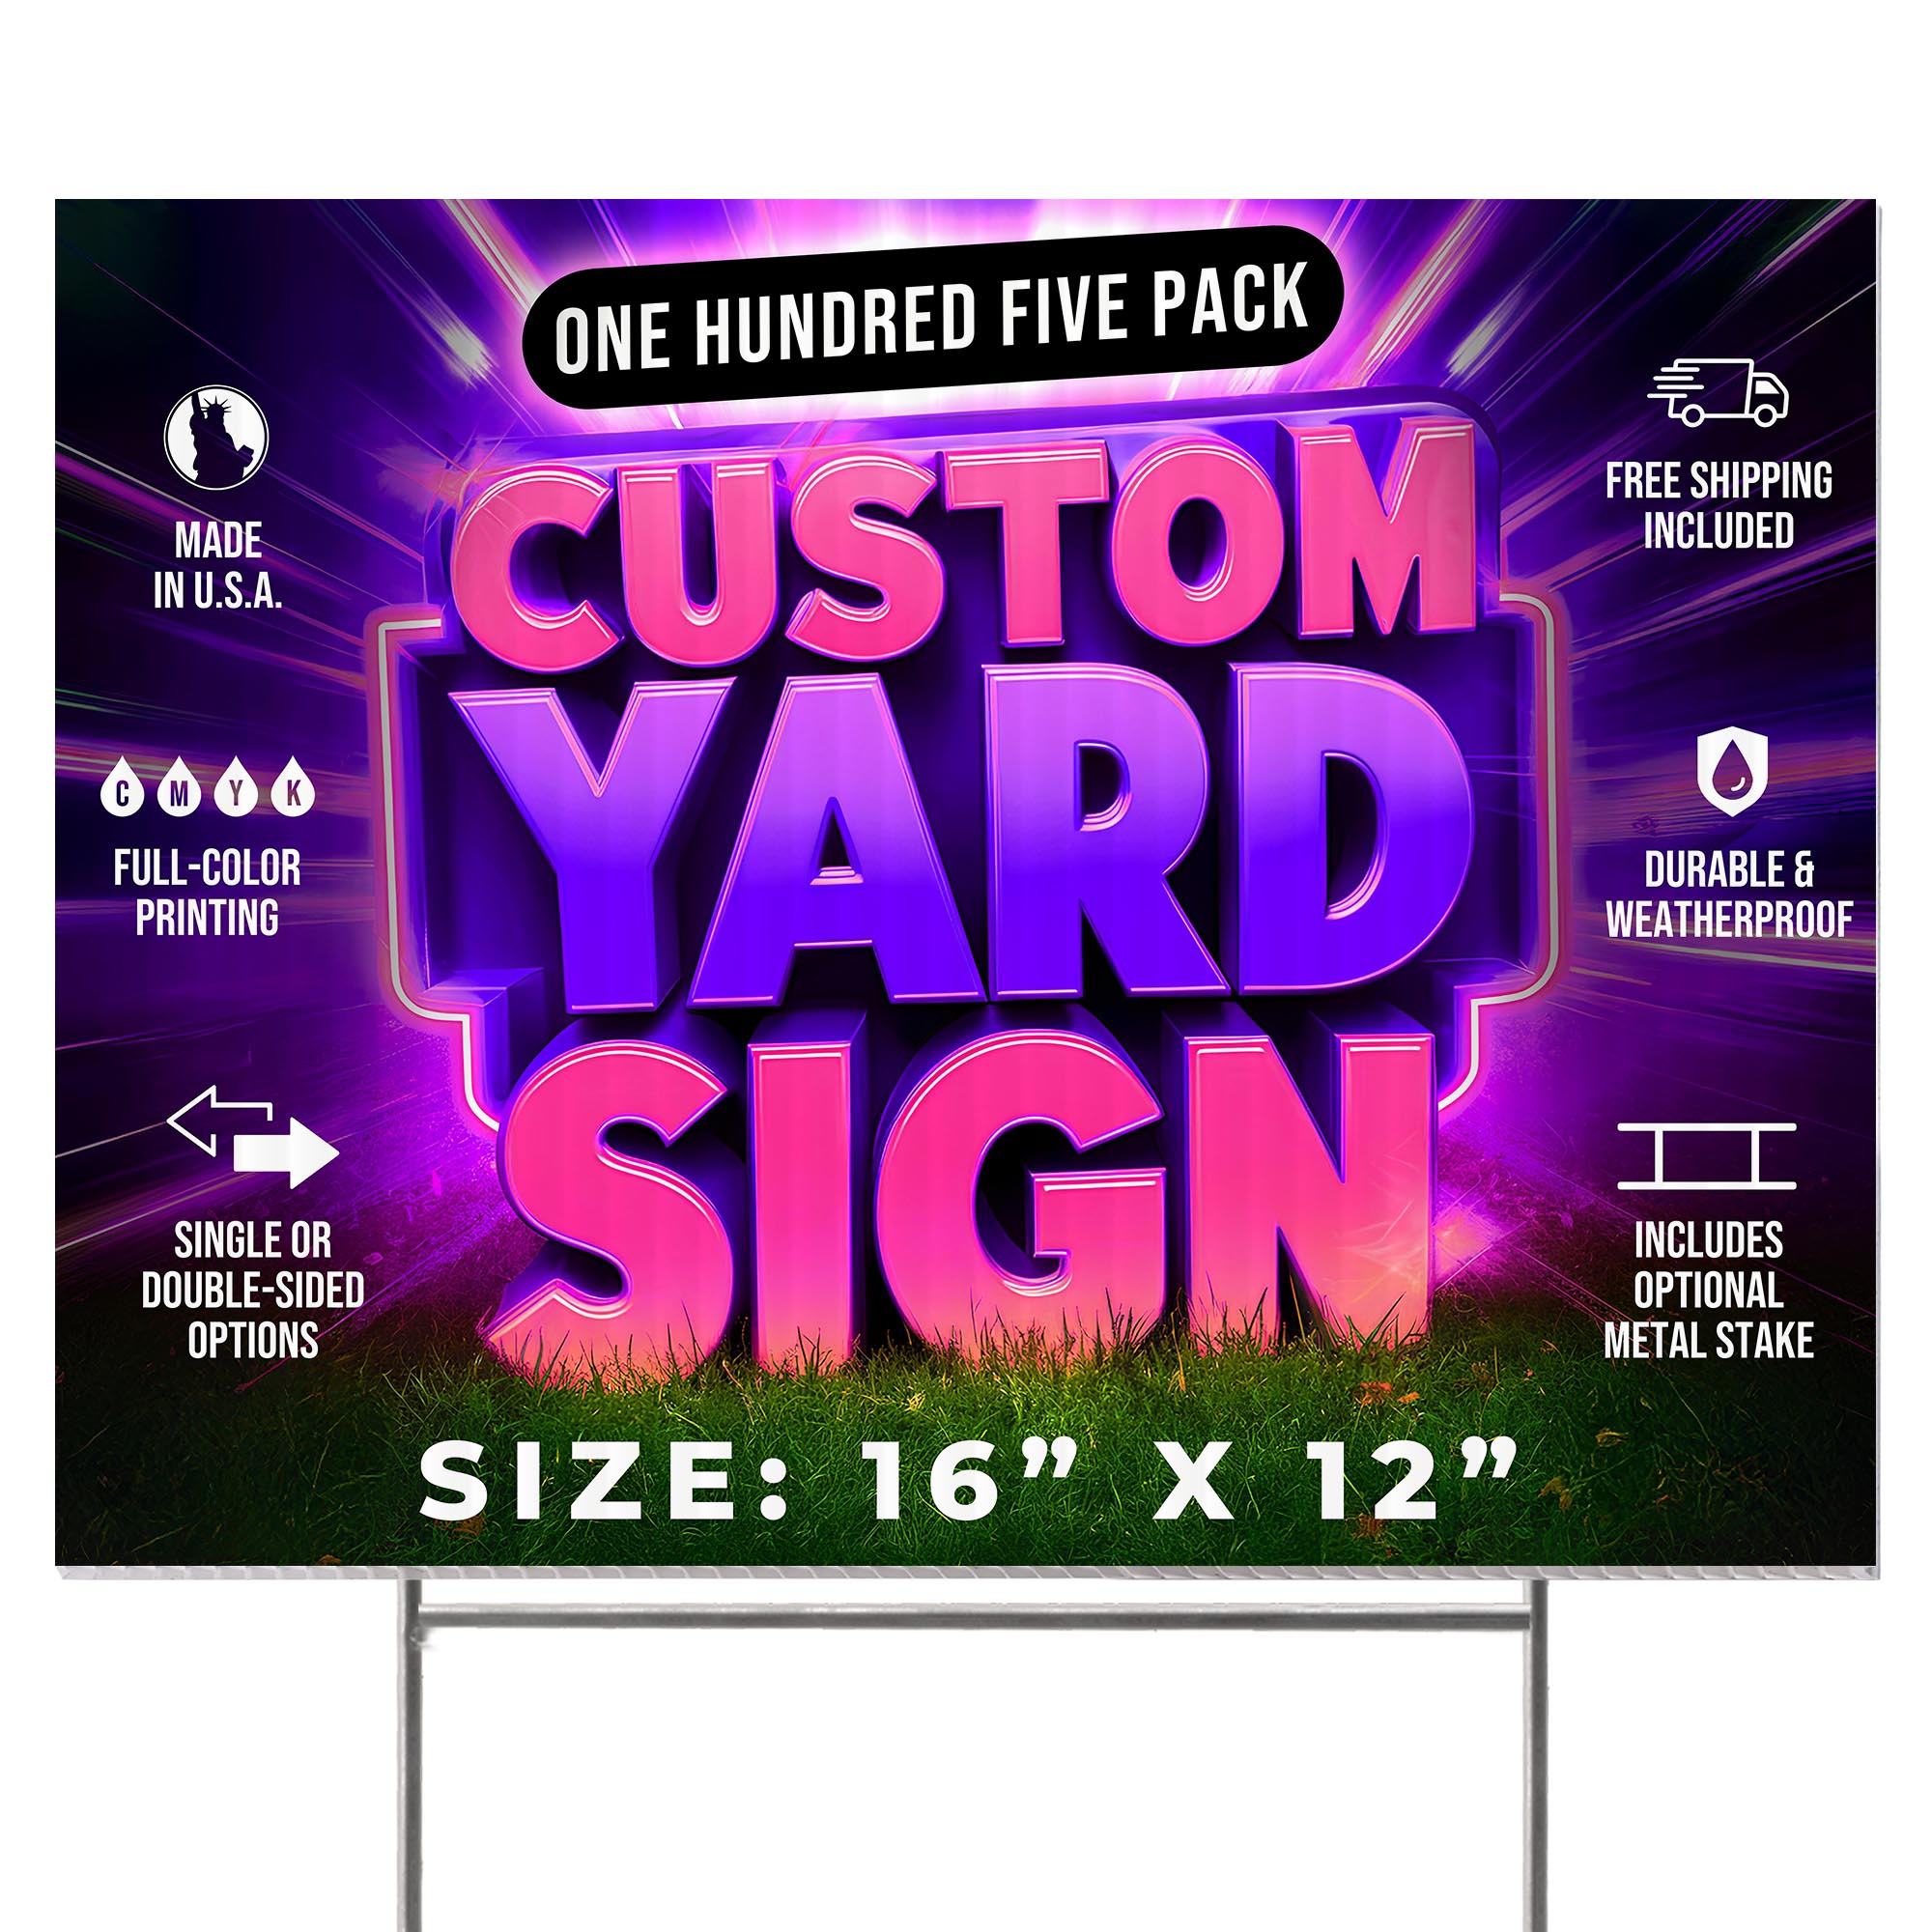 ONE HUNDRED FIVE PACK
CUSTOM
YARD
SIGN
MADE
IN U.S.A.
C M Y K
FULL-COLOR
PRINTING
SINGLE OR
DOUBLE-SIDED
OPTIONS
FREE SHIPPING
INCLUDED
DURABLE &
WEATHERPROOF
INCLUDES
OPTIONAL
METAL STAKE
SIZE: 16” X 12”